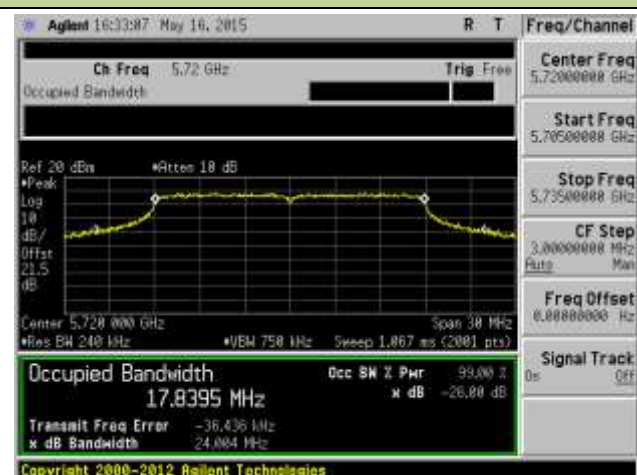 Agilent 16:33:07 May 16, 2015 R T
Freq/Channel
Ch Freq 5.72 GHz Trig Free
Occupied Bandwidth
Center Freq
5.72000000 GHz
Start Freq
5.70500000 GHz
Stop Freq
5.73500000 GHz
CF Step
3.00000000 MHz
Auto Man
Freq Offset
0.00000000 Hz
Signal Track
On Off
Ref 20 dBm #Atten 10 dB
#Peak
Log
10
dB/
Offst
21.5
dB
Center 5.720 000 GHz Span 30 MHz
#Res BW 240 kHz #VBW 750 kHz Sweep 1.067 ms (2001 pts)
Occupied Bandwidth Occ BW % Pwr 99.00 %
17.8395 MHz x dB -26.00 dB
Transmit Freq Error -36.436 kHz
x dB Bandwidth 24.004 MHz
Copyright 2000-2012 Agilent Technologies